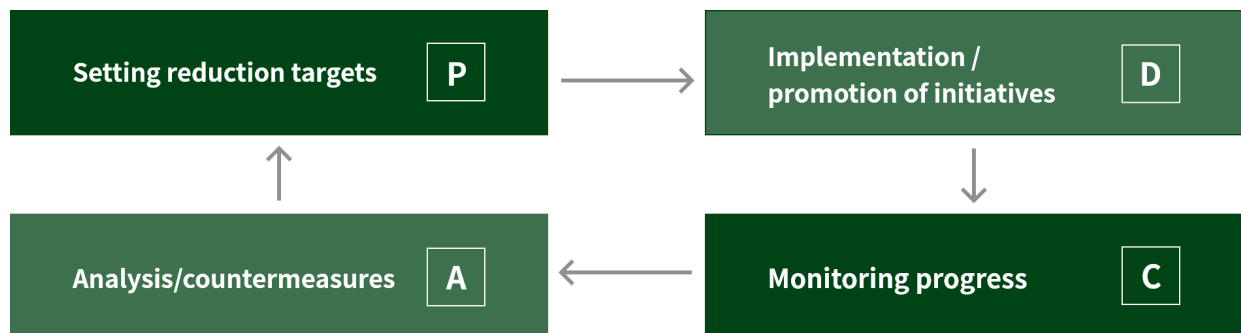 Setting reduction targets
P
Implementation /
promotion of initiatives
D
Analysis/countermeasures
A
Monitoring progress
C